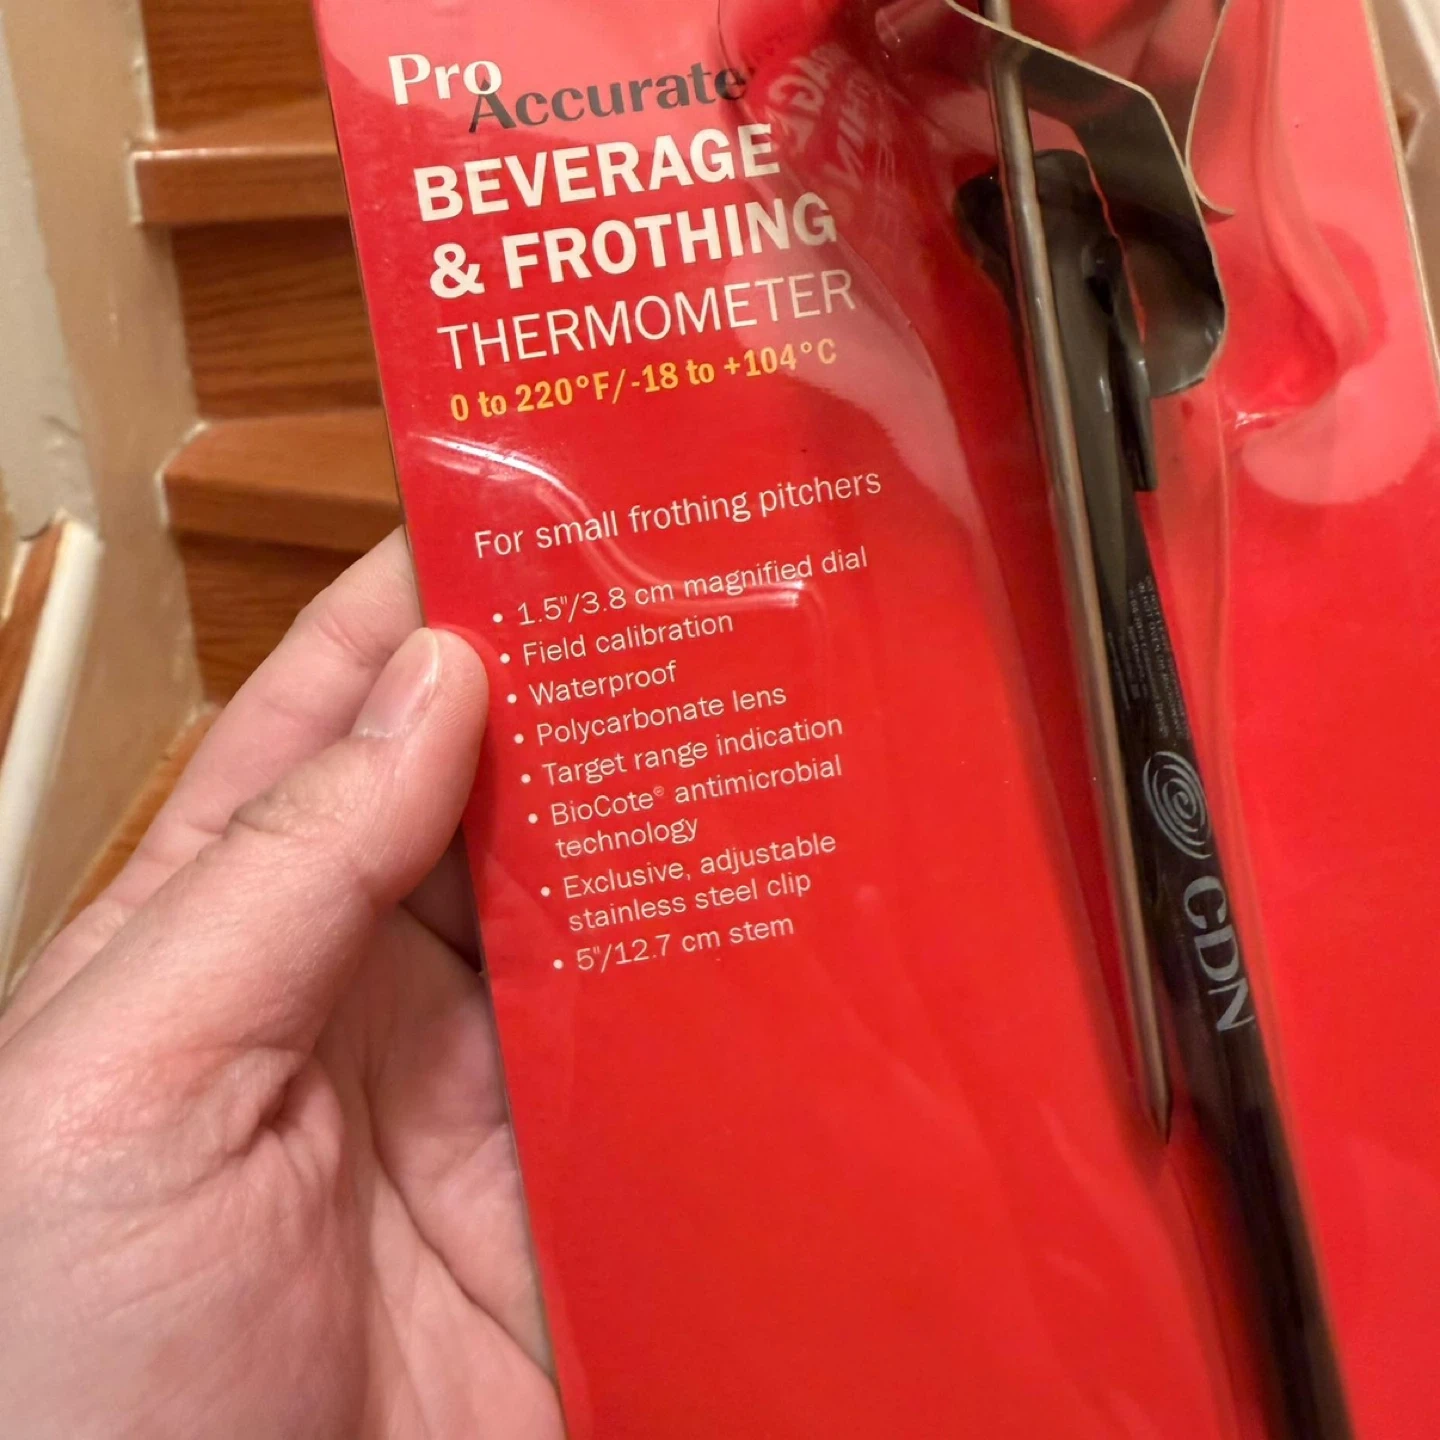 Pro
Accurate
BEVERAGE
& FROTHING
THERMOMETER
0 to 220°F/-18 to +104°C
For small frothing pitchers
• 1.5"/3.8 cm magnified dial
• Field calibration
• Waterproof
• Polycarbonate lens
• Target range indication
• BioCote® antimicrobial
technology
• Exclusive, adjustable
stainless steel clip
• 5"/12.7 cm stem
CDN